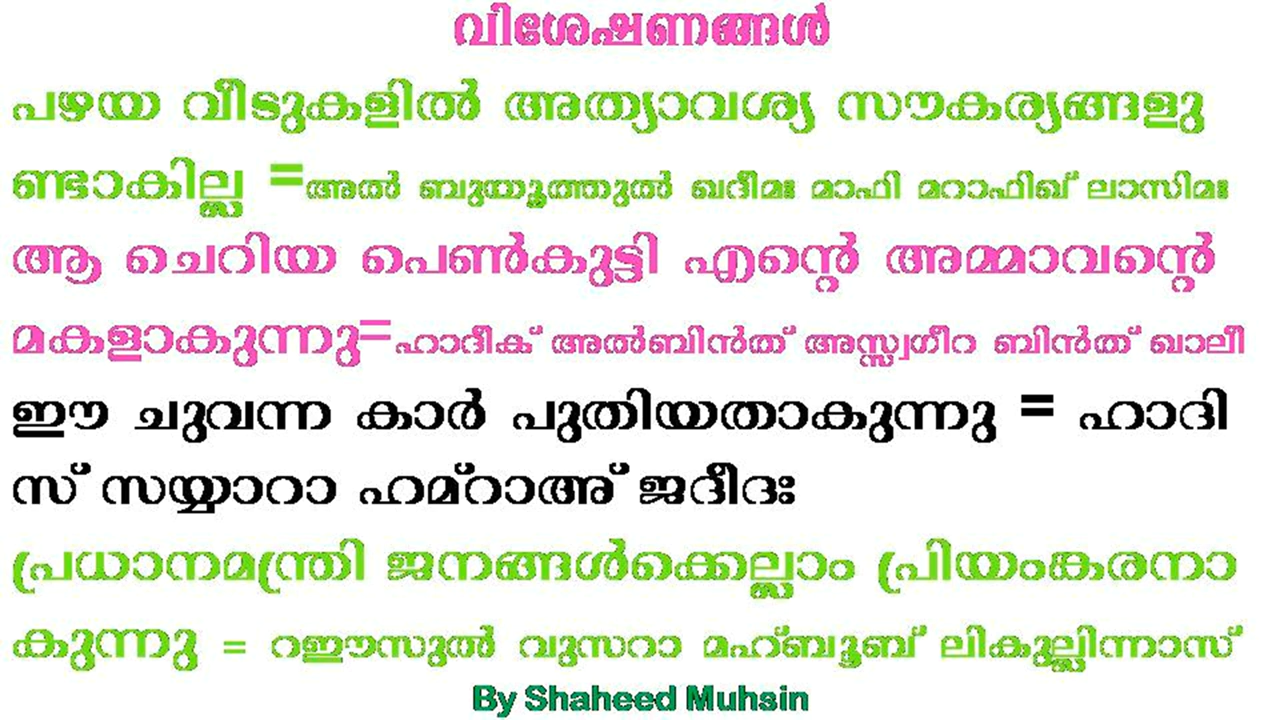 വിശേഷണങ്ങൾ
പഴയ വീടുകളിൽ അത്യാവശ്യ സൗകര്യങ്ങളു
ണ്ടാകില്ല =അൽ ബുയൂത്തുൽ ഖദീമഃ മാഫി മറാഫിഖ് ലാസിമഃ
ആ ചെറിയ പെൺകുട്ടി എന്റെ അമ്മാവന്റെ
മകളാകുന്നു=ഹാദീക് അൽബിൻത് അസ്സ്വഗീറ ബിൻത് ഖാലീ
ഈ ചുവന്ന കാർ പുതിയതാകുന്നു = ഹാദി
സ് സയ്യാറാ ഹമ്റാഅ് ജദീദഃ
പ്രധാനമന്ത്രി ജനങ്ങൾക്കെല്ലാം പ്രിയംങ്കരനാ
കുന്നു = റഈസുൽ വുസറാ മഹ്ബൂബ് ലികുല്ലിന്നാസ്
By Shaheed Muhsin